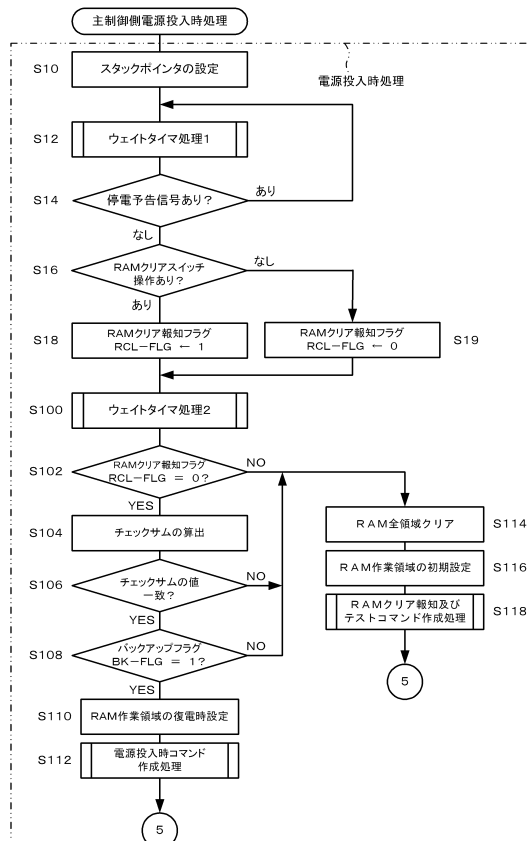 主制御側電源投入時処理
電源投入時処理
S10
スタックポインタの設定
S12
ウェイトタイマ処理1
S14
停電予告信号あり？
あり
なし
S16
RAMクリアスイッチ
操作あり？
なし
あり
S18
RAMクリア報知フラグ
RCL-FLG ← 1
RAMクリア報知フラグ
RCL-FLG ← 0
S19
S100
ウェイトタイマ処理2
S102
RAMクリア報知フラグ
RCL-FLG = 0?
NO
YES
S104
チェックサムの算出
S106
チェックサムの値
一致？
NO
YES
S108
バックアップフラグ
BK-FLG = 1?
NO
YES
S110
RAM作業領域の復電時設定
S112
電源投入時コマンド
作成処理
5
RAM全領域クリア
S114
RAM作業領域の初期設定
S116
RAMクリア報知及び
テストコマンド作成処理
S118
5